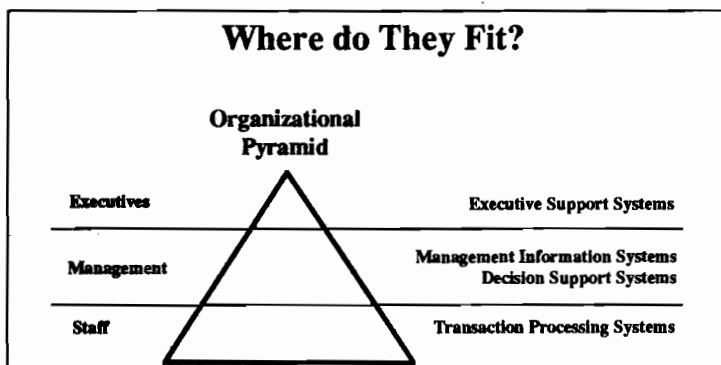 Where do They Fit?
Organizational
Pyramid
Executives
Executive Support Systems
Management
Management Information Systems
Decision Support Systems
Staff
Transaction Processing Systems